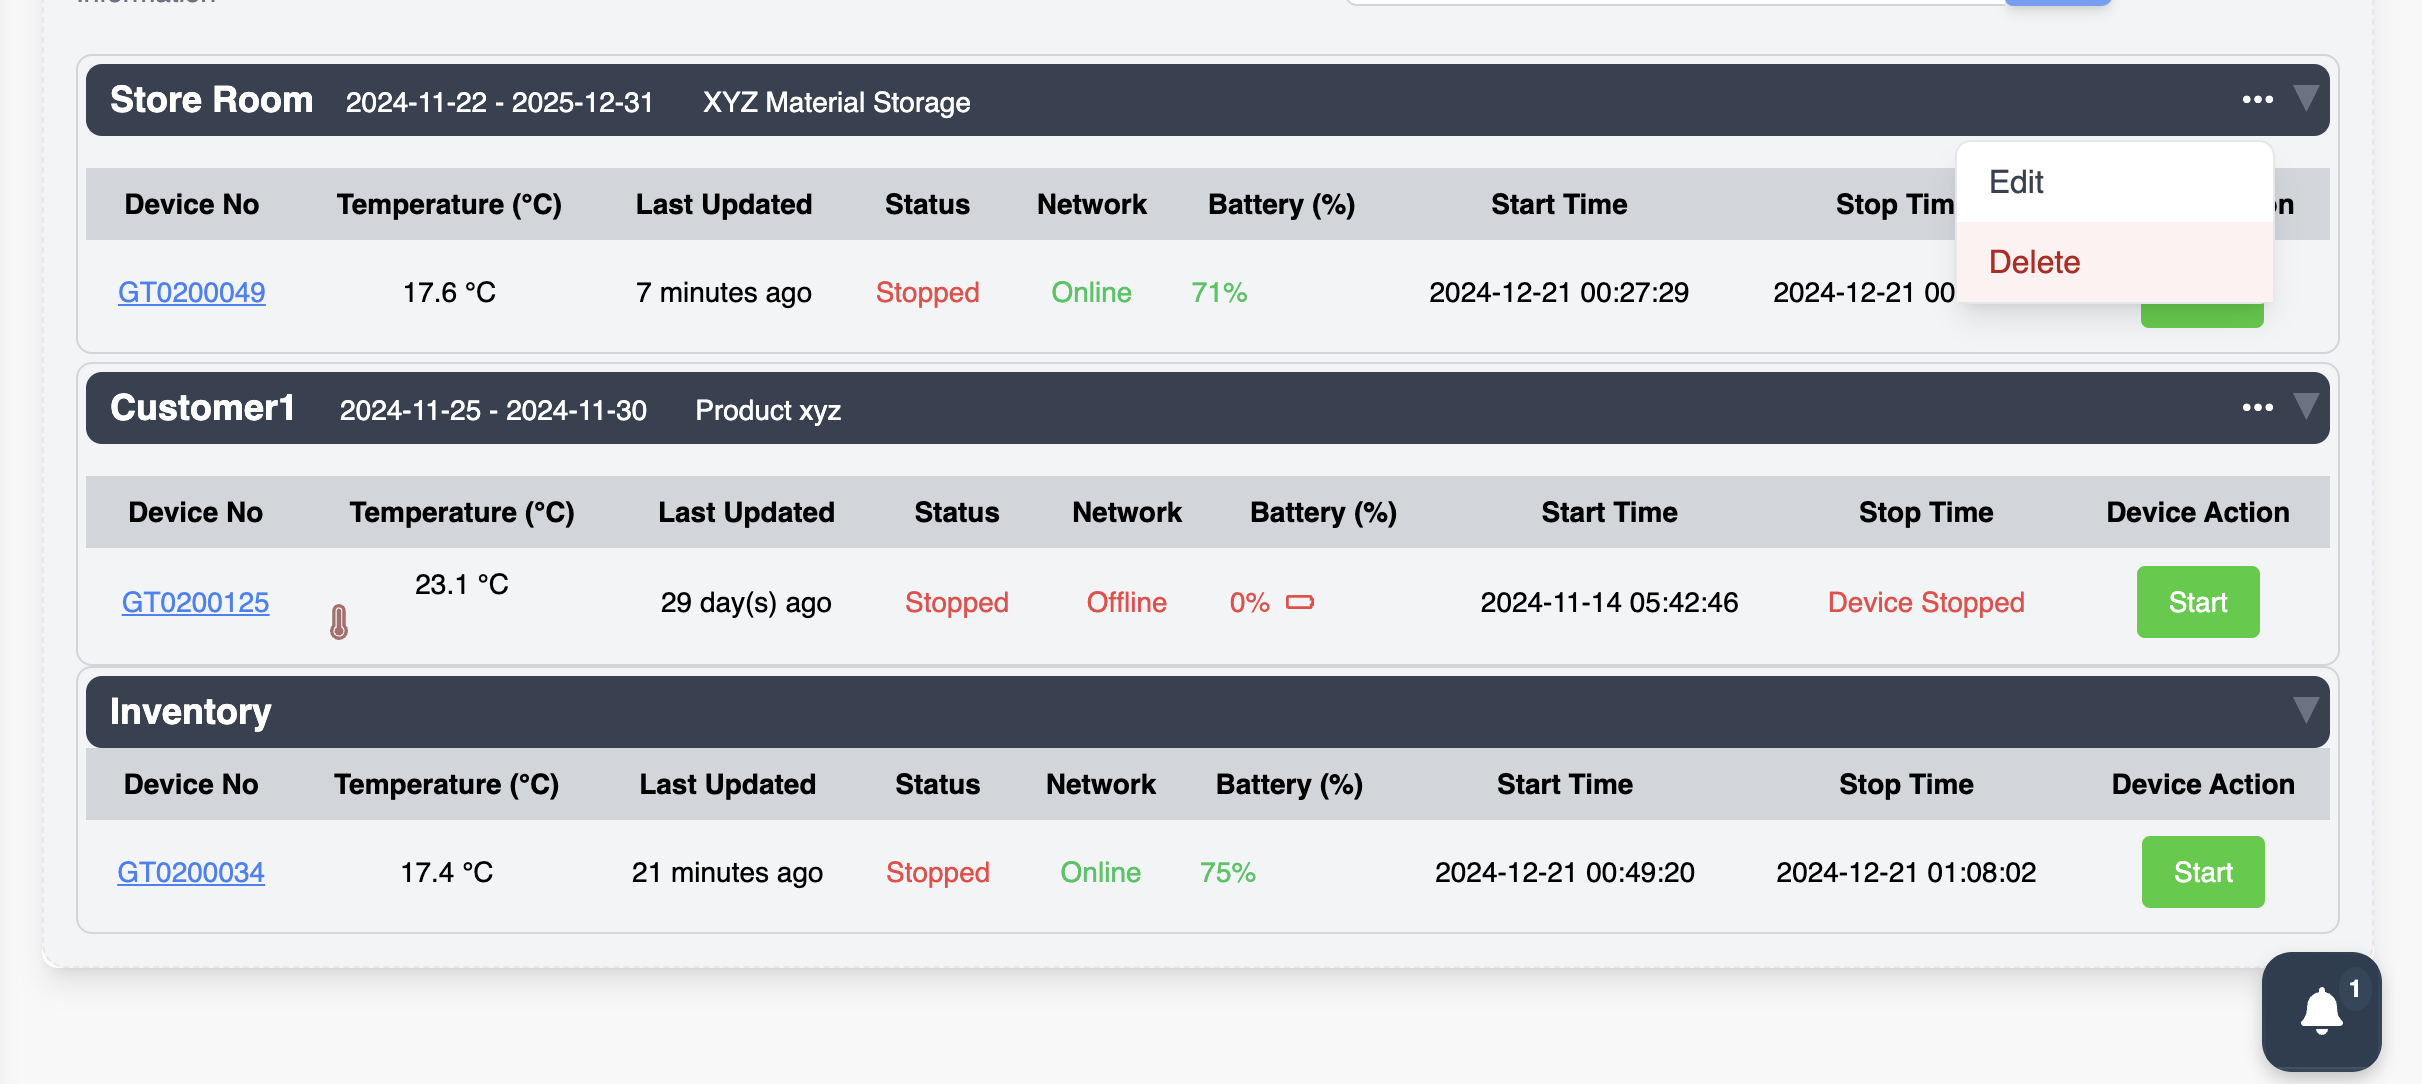 Store Room 2024-11-22 - 2025-12-31 XYZ Material Storage
Edit
Delete
Device No Temperature (°C) Last Updated Status Network Battery (%) Start Time Stop Tim
GT0200049 17.6 °C 7 minutes ago Stopped Online 71% 2024-12-21 00:27:29 2024-12-21 00
Customer1 2024-11-25 - 2024-11-30 Product xyz
Device No Temperature (°C) Last Updated Status Network Battery (%) Start Time Stop Time Device Action
GT0200125 23.1 °C 29 day(s) ago Stopped Offline 0% 2024-11-14 05:42:46 Device Stopped Start
Inventory
Device No Temperature (°C) Last Updated Status Network Battery (%) Start Time Stop Time Device Action
GT0200034 17.4 °C 21 minutes ago Stopped Online 75% 2024-12-21 00:49:20 2024-12-21 01:08:02 Start
1